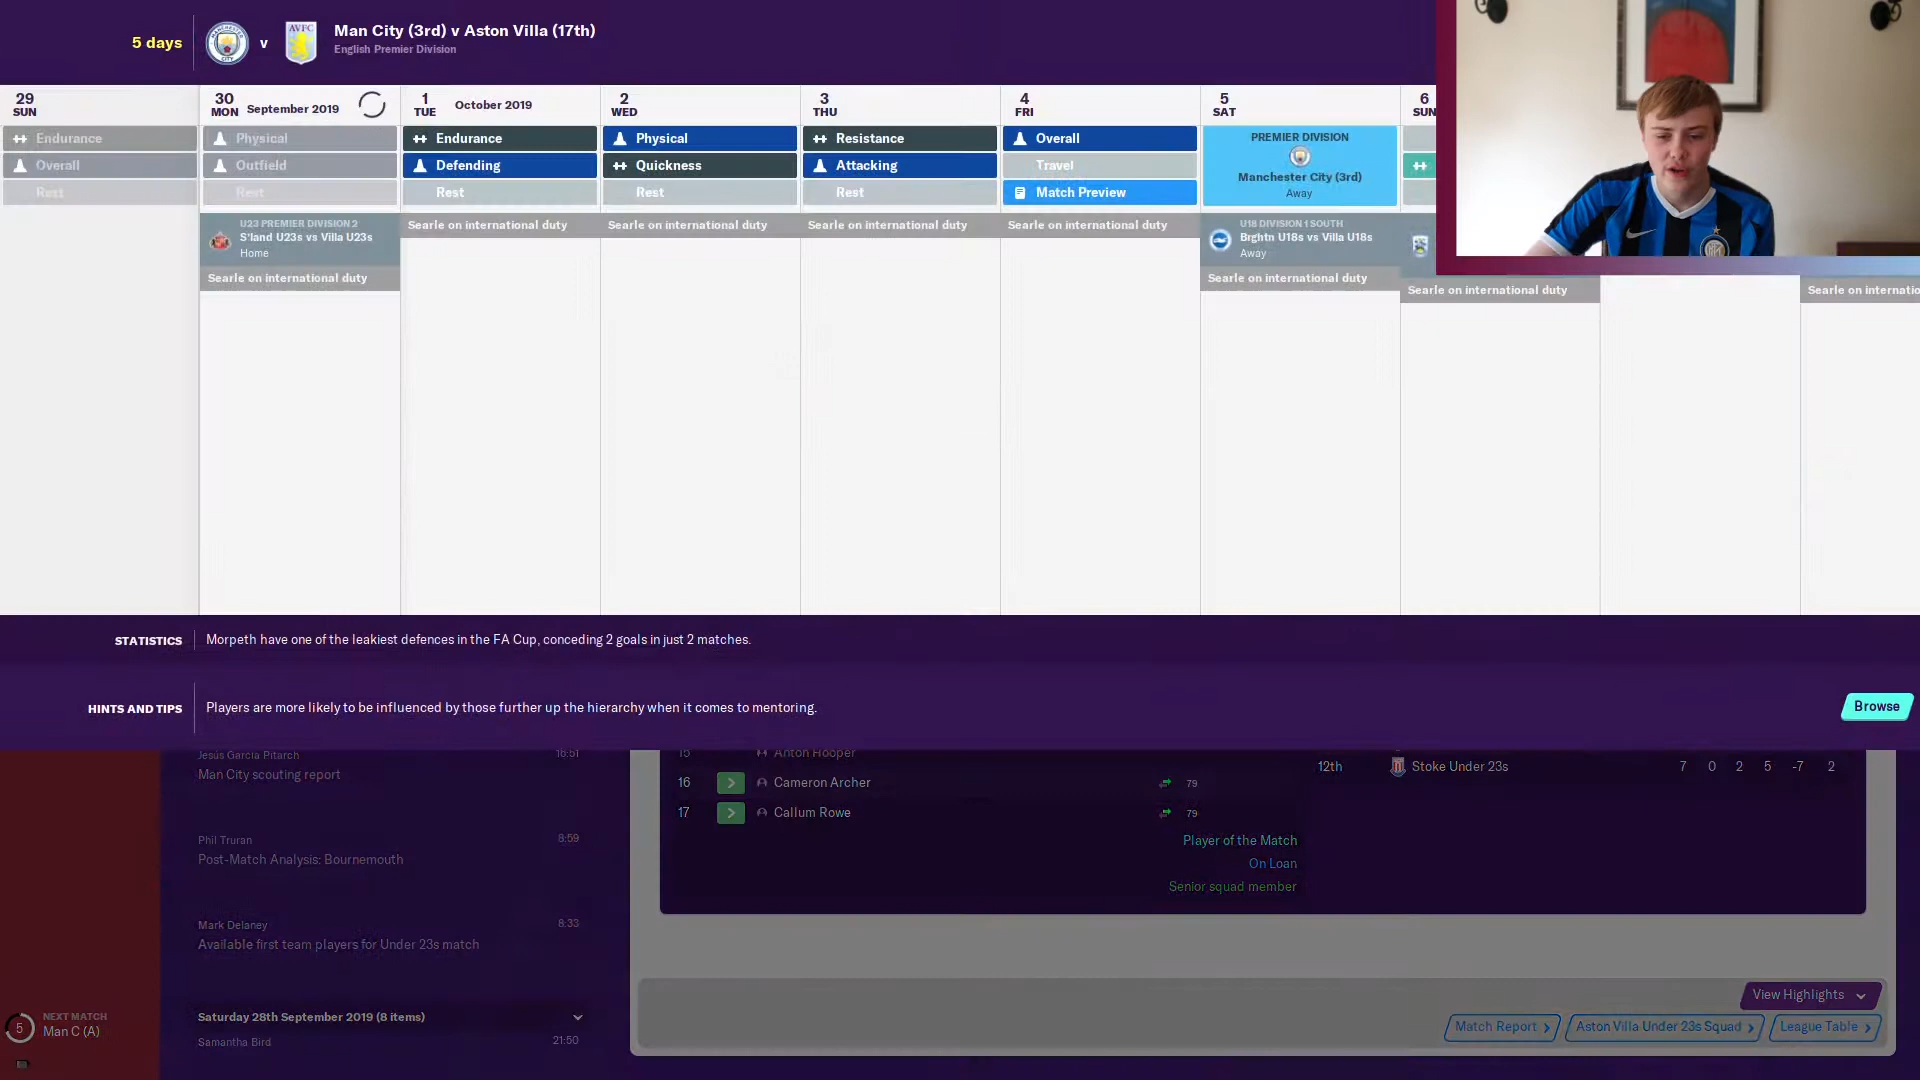 5 days
v
AVFC
Man City (3rd) v Aston Villa (17th)
English Premier Division
29
SUN
30
MON
September 2019
1
TUE
October 2019
2
WED
3
THU
4
FRI
5
SAT
6
SUN
Endurance
Physical
Endurance
Physical
Resistance
Overall
PREMIER DIVISION
Overall
Outfield
Defending
Quickness
Attacking
Travel
Manchester City (3rd)
Rest
Rest
Rest
Rest
Rest
Match Preview
Away
U23 PREMIER DIVISION 2
S'land U23s vs Villa U23s
Home
Searle on international duty
Searle on international duty
Searle on international duty
Searle on international duty
Searle on international duty
U18 DIVISION 1 SOUTH
Brghtn U18s vs Villa U18s
Away
Searle on international duty
Searle on international duty
Searle on internatio
STATISTICS
Morpeth have one of the leakiest defences in the FA Cup, conceding 2 goals in just 2 matches.
HINTS AND TIPS
Players are more likely to be influenced by those further up the hierarchy when it comes to mentoring.
Browse
Jesús García Pitarch
16:51
Man City scouting report
Phil Truran
8:59
Post-Match Analysis: Bournemouth
Mark Delaney
8:33
Available first team players for Under 23s match
Saturday 28th September 2019 (8 items)
Samantha Bird
21:50
NEXT MATCH
5
Man C (A)
15
Anton Hooper
16
Cameron Archer
79
17
Callum Rowe
79
Player of the Match
On Loan
Senior squad member
12th
Stoke Under 23s
7 0 2 5 -7 2
View Highlights
Match Report
Aston Villa Under 23s Squad
League Table